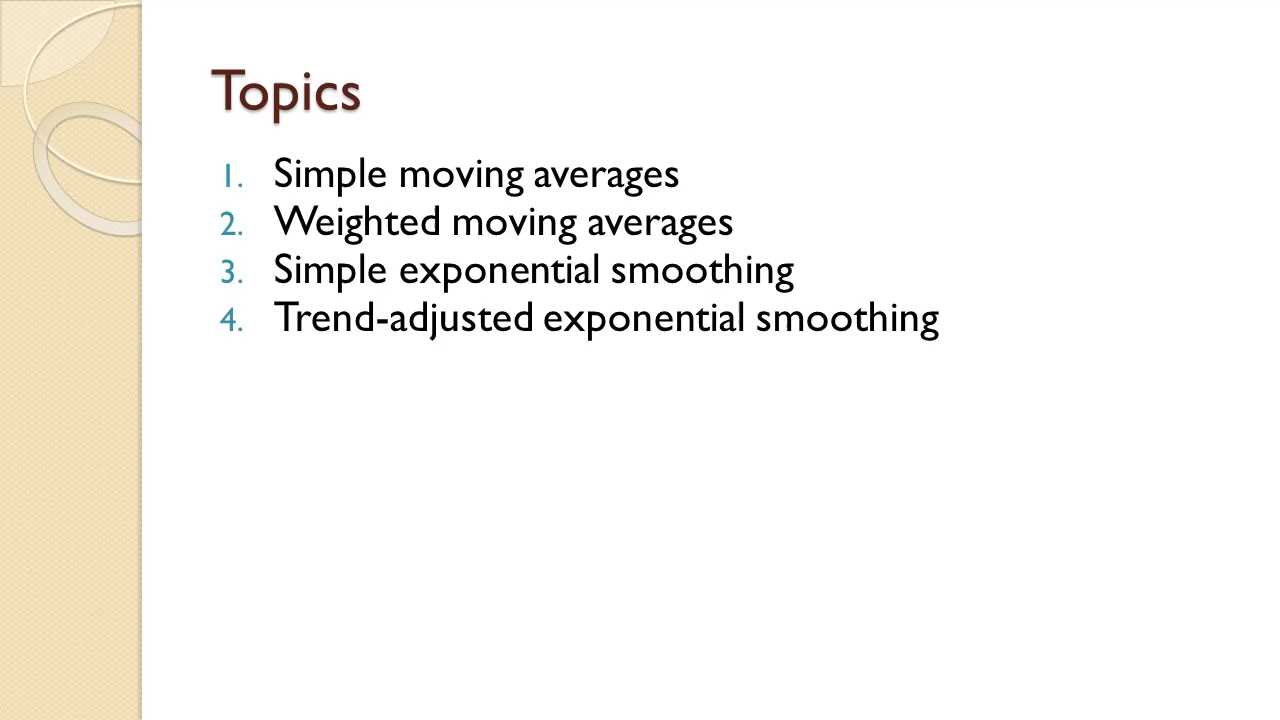 Topics
1. Simple moving averages
2. Weighted moving averages
3. Simple exponential smoothing
4. Trend-adjusted exponential smoothing